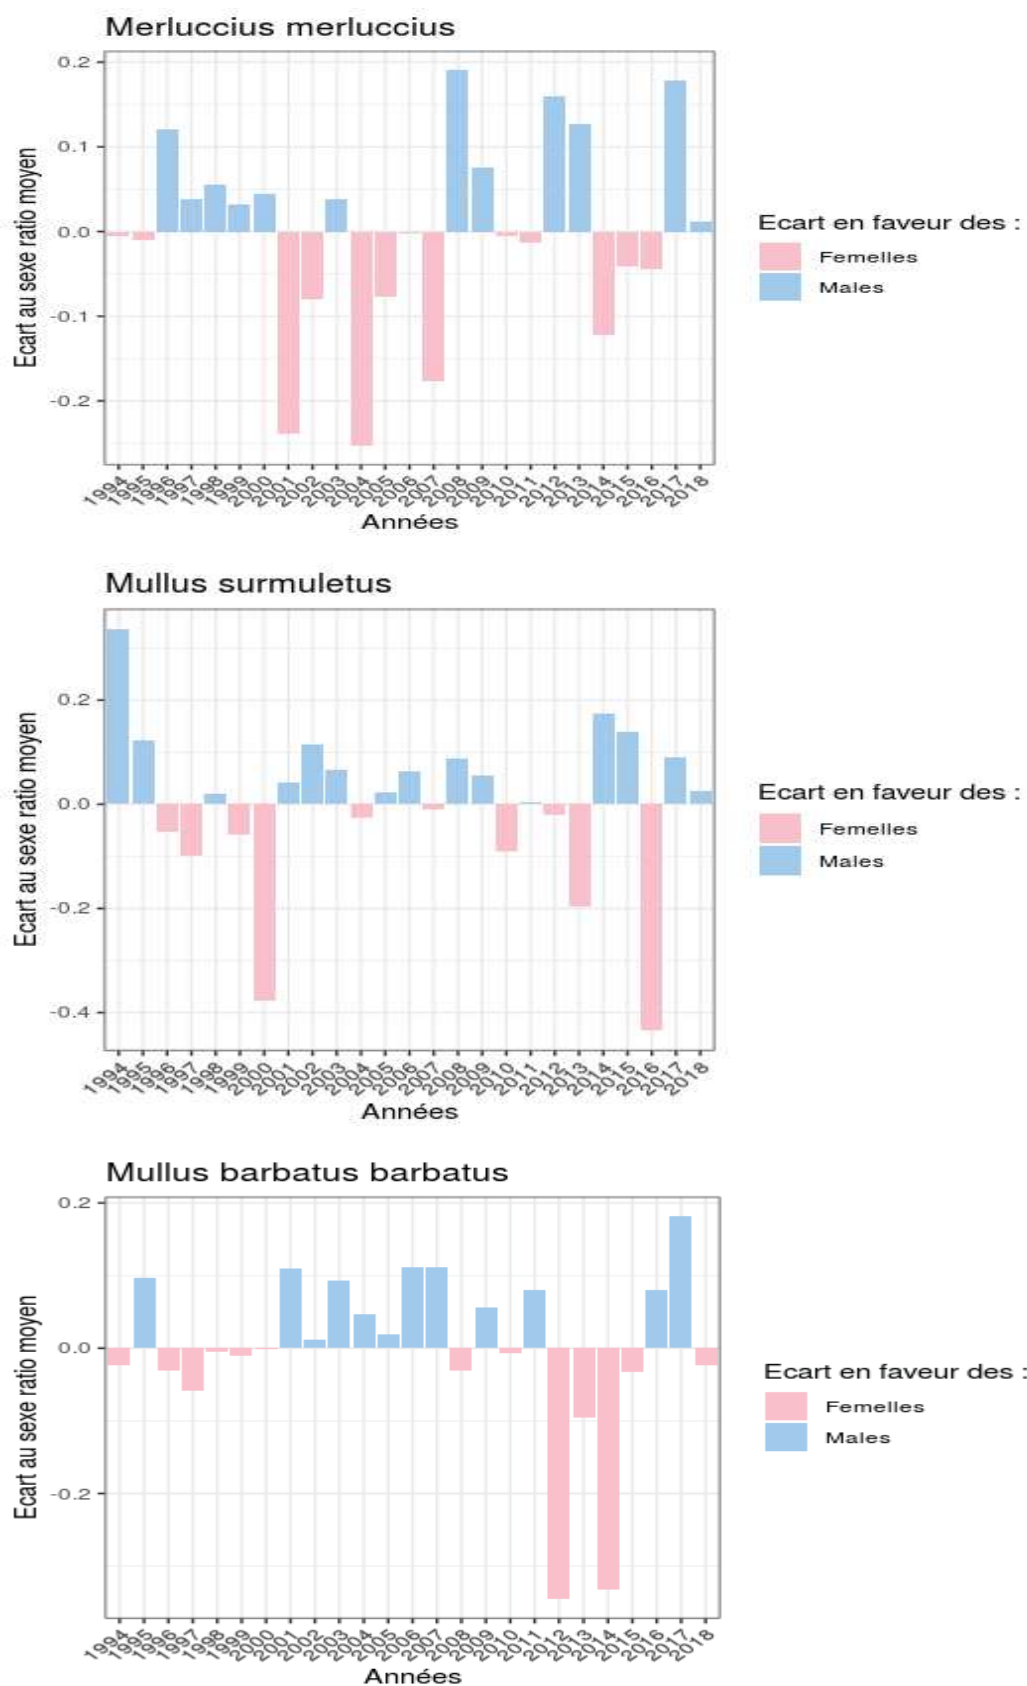 Merluccius merluccius
Ecart au sexe ratio moyen
0.2
0.1
0.0
-0.1
-0.2
1994 1995 1996 1997 1998 1999 2000 2001 2002 2003 2004 2005 2006 2007 2008 2009 2010 2011 2012 2013 2014 2015 2016 2017 2018
Années
Ecart en faveur des :
Femelles
Males
Mullus surmuletus
Ecart au sexe ratio moyen
0.2
0.0
-0.2
-0.4
1994 1995 1996 1997 1998 1999 2000 2001 2002 2003 2004 2005 2006 2007 2008 2009 2010 2011 2012 2013 2014 2015 2016 2017 2018
Années
Ecart en faveur des :
Femelles
Males
Mullus barbatus barbatus
Ecart au sexe ratio moyen
0.2
0.0
-0.2
1994 1995 1996 1997 1998 1999 2000 2001 2002 2003 2004 2005 2006 2007 2008 2009 2010 2011 2012 2013 2014 2015 2016 2017 2018
Années
Ecart en faveur des :
Femelles
Males